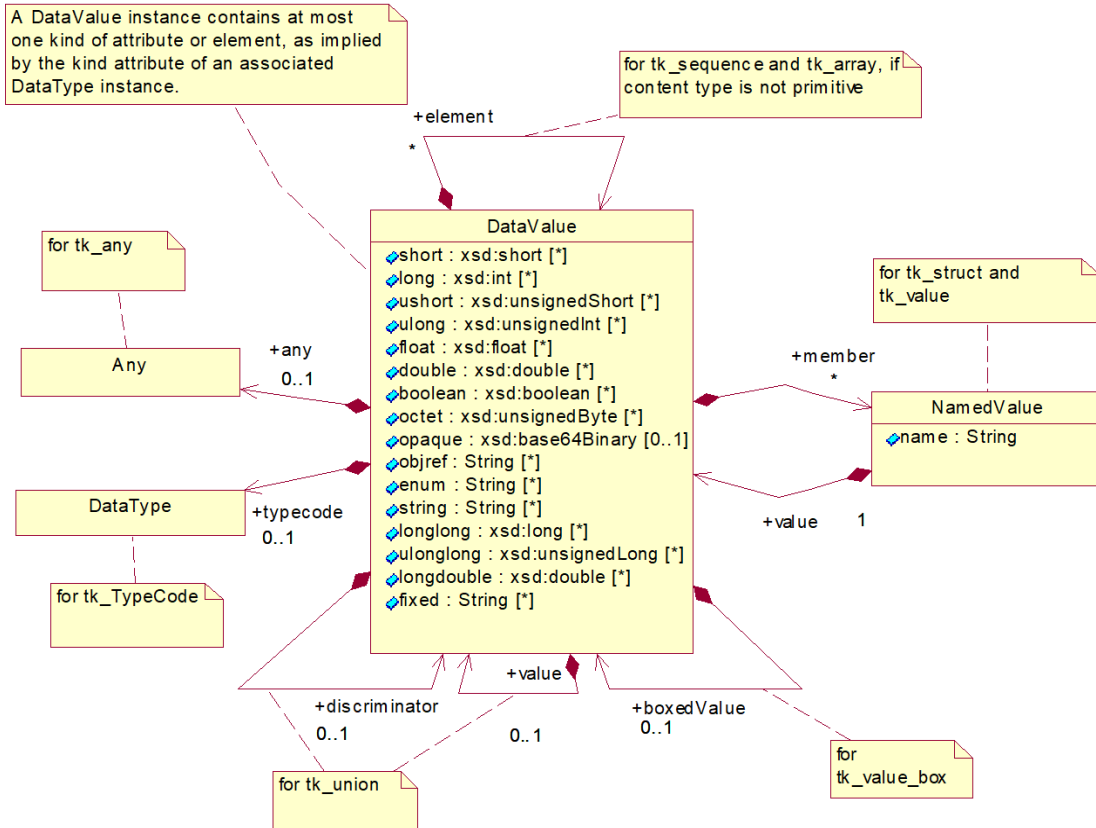 A DataValue instance contains at most
one kind of attribute or element, as implied
by the kind attribute of an associated
DataType instance.
for tk_sequence and tk_array, if
content type is not primitive
+element
*
DataValue
short : xsd:short [*]
long : xsd:int [*]
ushort : xsd:unsignedShort [*]
ulong : xsd:unsignedInt [*]
float : xsd:float [*]
double : xsd:double [*]
boolean : xsd:boolean [*]
octet : xsd:unsignedByte [*]
opaque : xsd:base64Binary [0..1]
objref : String [*]
enum : String [*]
string : String [*]
longlong : xsd:long [*]
ulonglong : xsd:unsignedLong [*]
longdouble : xsd:double [*]
fixed : String [*]
for tk_any
Any
+any
0..1
DataType
+typecode
0..1
for tk_TypeCode
for tk_struct and
tk_value
+member
*
NamedValue
name : String
+value
1
+discriminator
0..1
+value
0..1
+boxedValue
0..1
for tk_union
for
tk_value_box